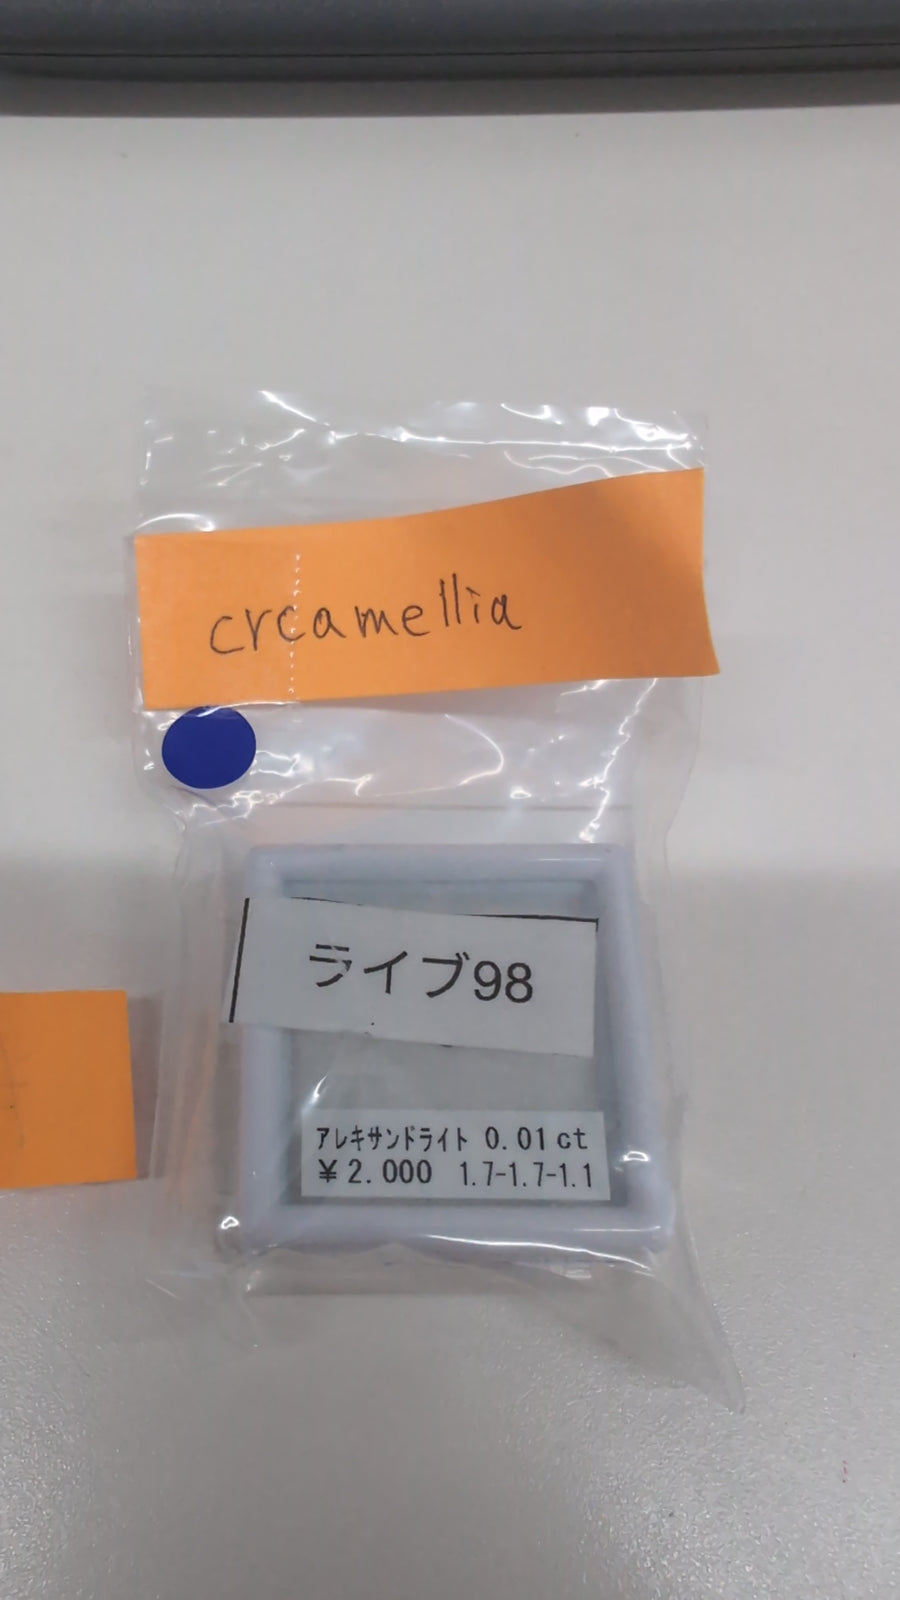 crcamellia
ライブ98
アレキサンドライト 0.01ct
¥2.000 1.7-1.7-1.1